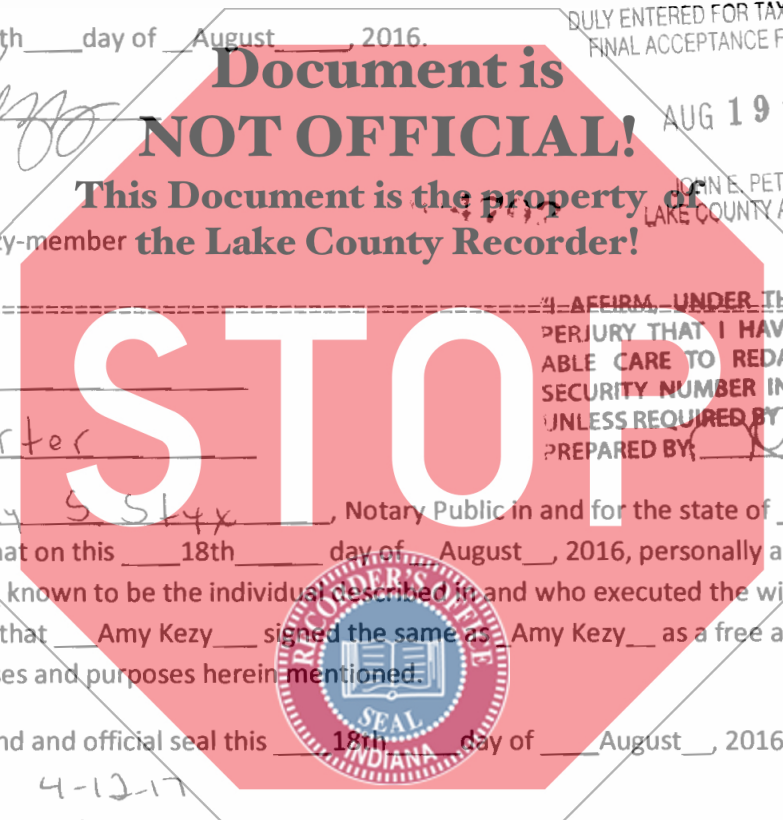 th____day of __August_____, 2016.
DULY ENTERED FOR TAX
FINAL ACCEPTANCE F
Document is
NOT OFFICIAL!
AUG 19
This Document is the property of
JOHN E. PET
LAKE COUNTY A
zy-member
the Lake County Recorder!
"I AFFIRM, UNDER TH
PERJURY THAT I HAV
ABLE CARE TO REDA
SECURITY NUMBER IN
UNLESS REQUIRED BY
PREPARED BY:
STOP
rter
y S Styx, Notary Public in and for the state of
at on this ____18th______ day of __August__, 2016, personally a
known to be the individual described in and who executed the wi
that ___Amy Kezy___ signed the same as _Amy Kezy__ as a free a
es and purposes herein mentioned.
RECORDER'S OFFICE
SEAL
INDIANA
nd and official seal this ____18th____day of ____August__, 2016
4-12-17